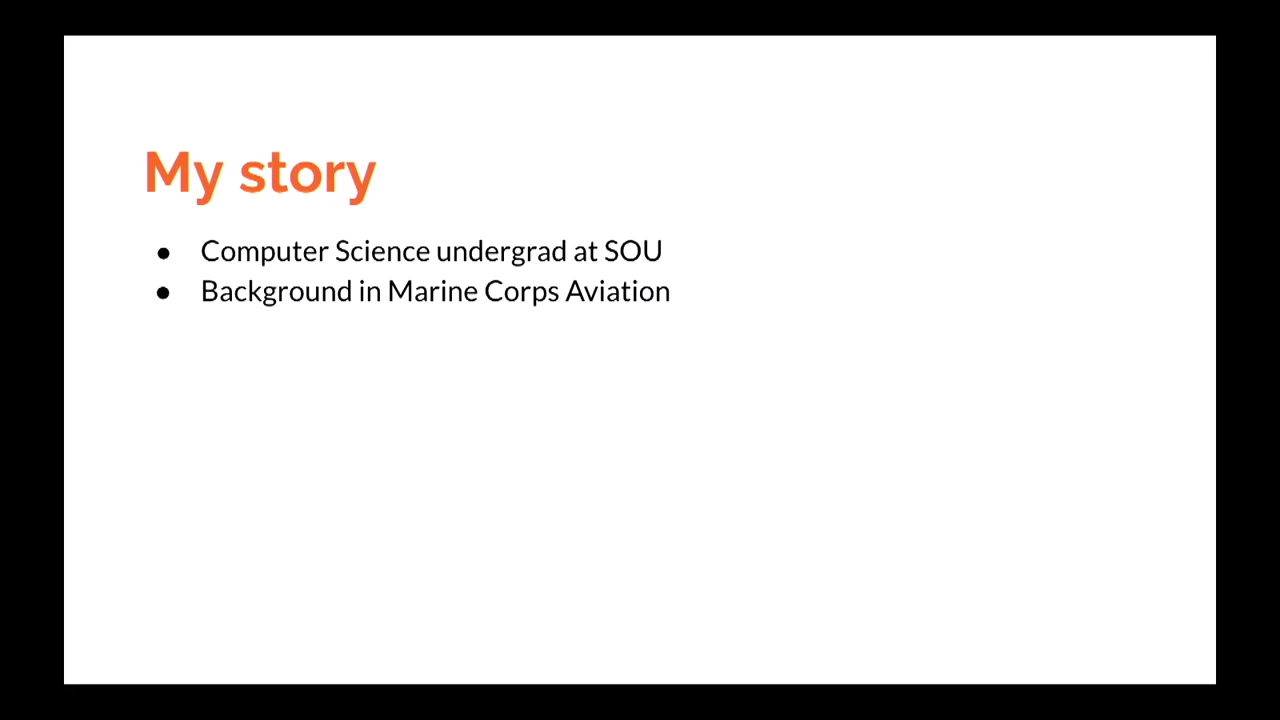 My story
● Computer Science undergrad at SOU
● Background in Marine Corps Aviation